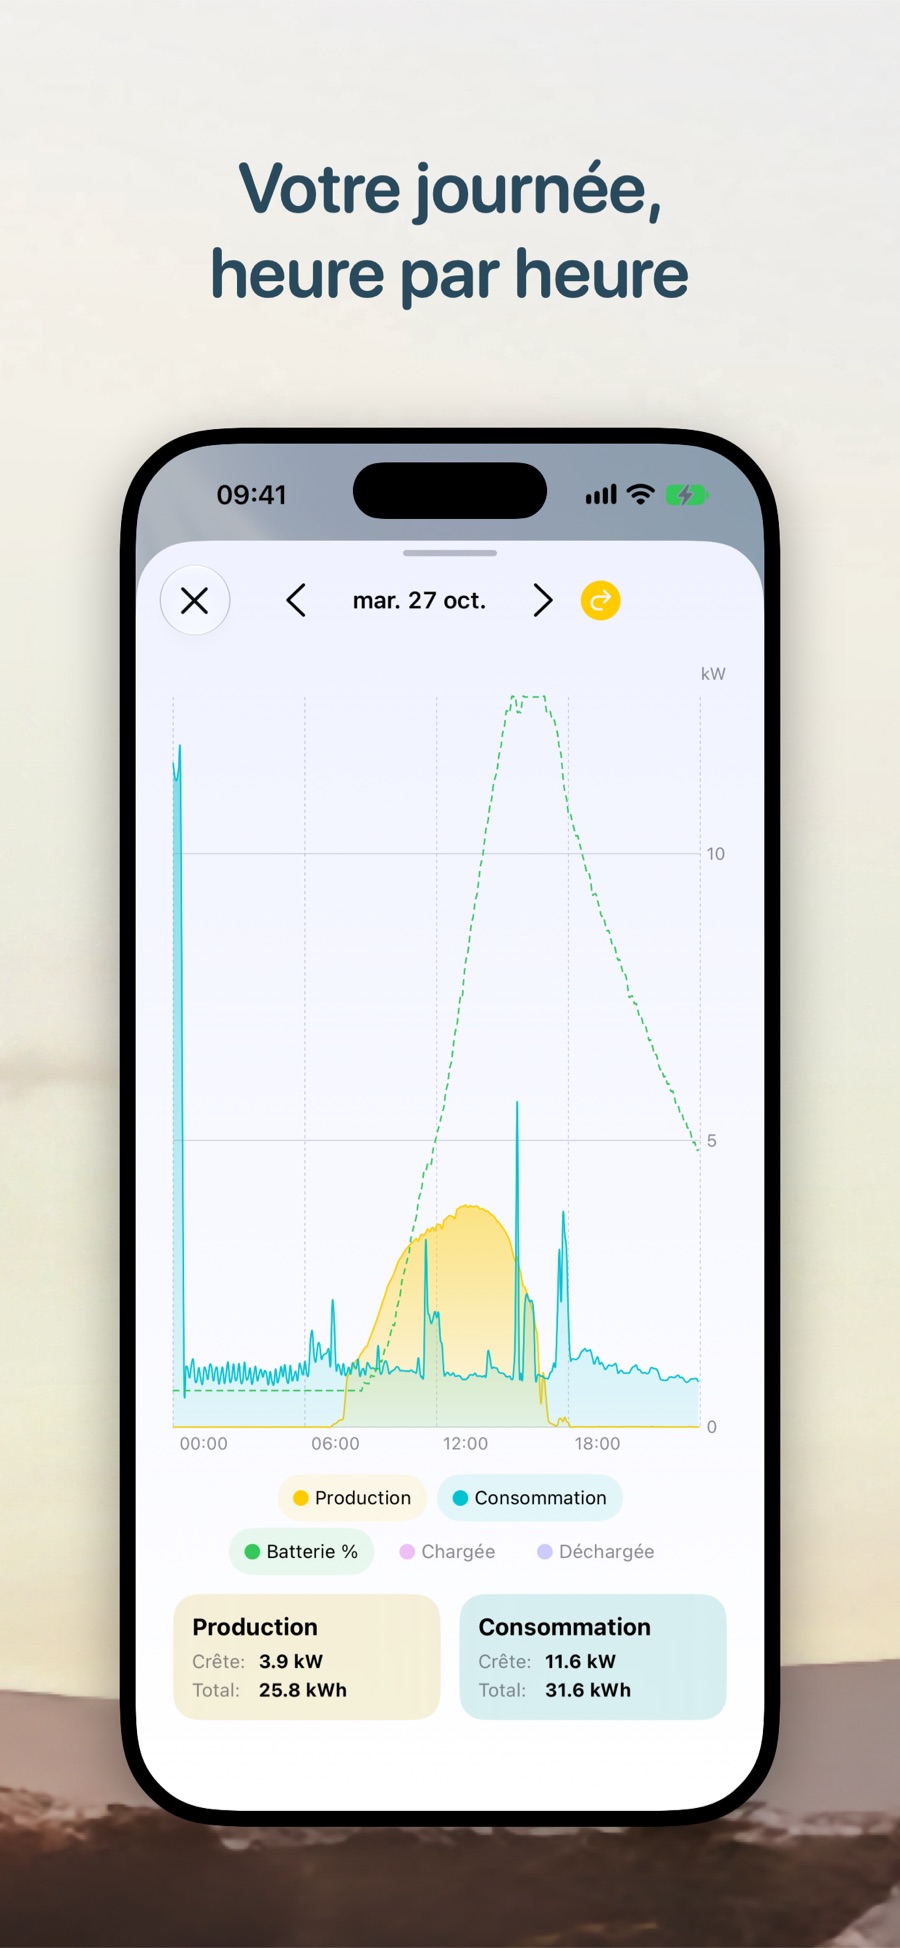 Votre journée,
heure par heure
09:41
mar. 27 oct.
kW
10
5
0
00:00 06:00 12:00 18:00
Production Consommation
Batterie % Chargée Déchargée
Production
Crête: 3.9 kW
Total: 25.8 kWh
Consommation
Crête: 11.6 kW
Total: 31.6 kWh